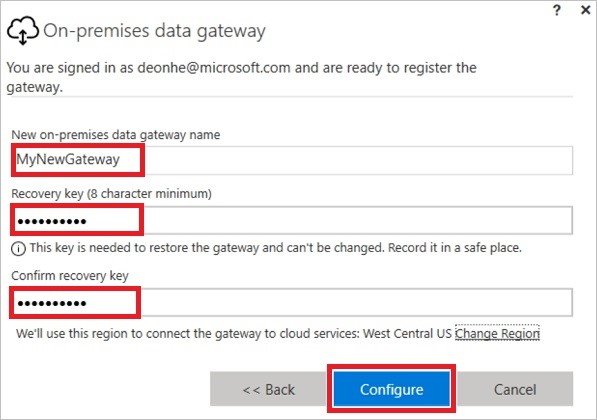 ? ×
On-premises data gateway
You are signed in as deonhe@microsoft.com and are ready to register the
gateway.
New on-premises data gateway name
MyNewGateway
Recovery key (8 character minimum)
••••••••••
This key is needed to restore the gateway and can't be changed. Record it in a safe place.
Confirm recovery key
••••••••••
We'll use this region to connect the gateway to cloud services: West Central US Change Region
<< Back Configure Cancel